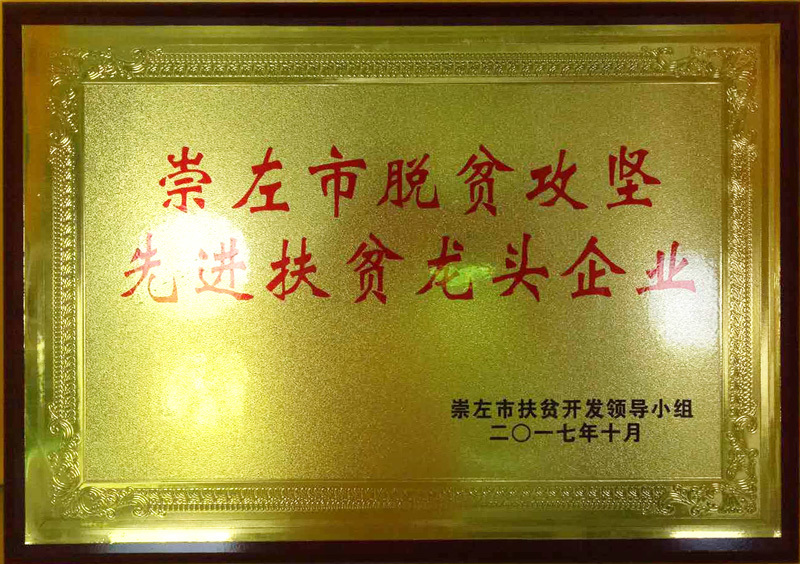 崇左市脱贫攻坚
先进扶贫龙头企业
崇左市扶贫开发领导小组
二〇一七年十月